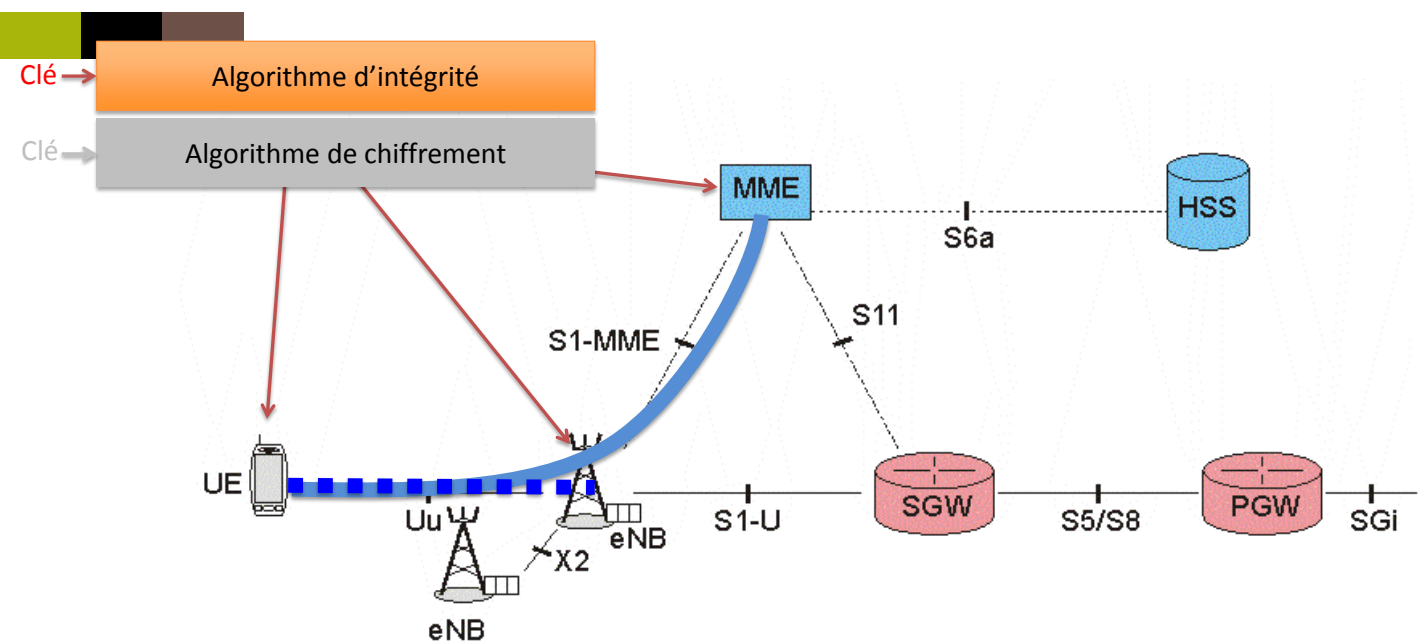 Clé
Algorithme d’intégrité
Clé
Algorithme de chiffrement
MME
HSS
S6a
S1-MME
S11
UE
Uu
eNB
S1-U
SGW
S5/S8
PGW
SGi
X2
eNB